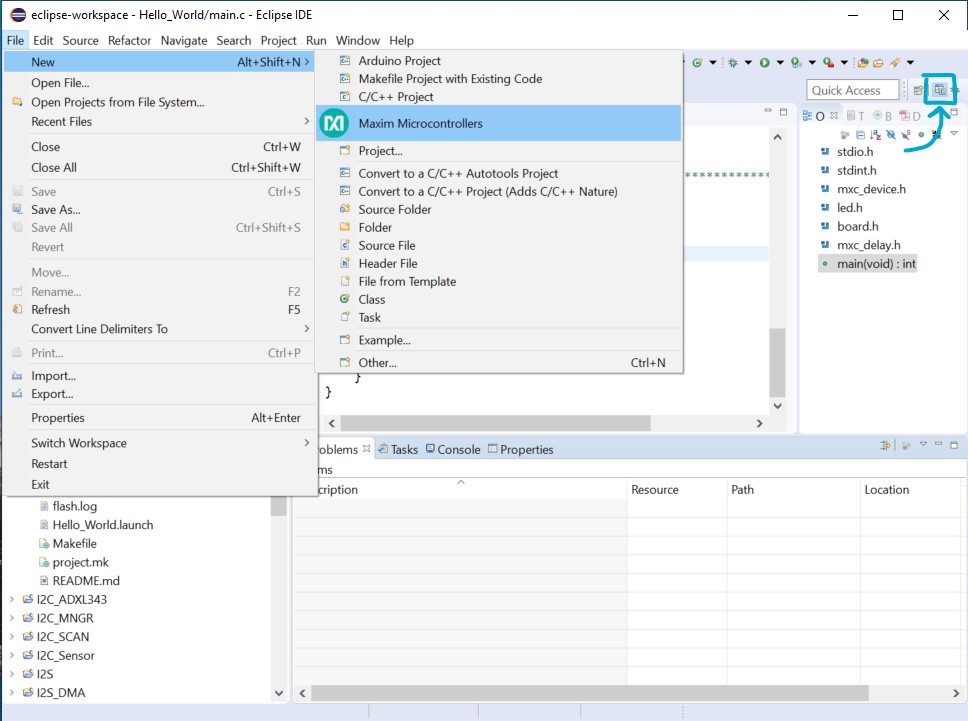 eclipse-workspace - Hello_World/main.c - Eclipse IDE
File Edit Source Refactor Navigate Search Project Run Window Help
New Alt+Shift+N
Open File...
Open Projects from File System...
Recent Files
Close Ctrl+W
Close All Ctrl+Shift+W
Save Ctrl+S
Save As...
Save All Ctrl+Shift+S
Revert
Move...
Rename... F2
Refresh F5
Convert Line Delimiters To
Print... Ctrl+P
Import...
Export...
Properties Alt+Enter
Switch Workspace
Restart
Exit
Arduino Project
Makefile Project with Existing Code
C/C++ Project
Maxim Microcontrollers
Project...
Convert to a C/C++ Autotools Project
Convert to a C/C++ Project (Adds C/C++ Nature)
Source Folder
Folder
Source File
Header File
File from Template
Class
Task
Example...
Other... Ctrl+N
}
}
Quick Access
O T B D
stdio.h
stdint.h
mxc_device.h
led.h
board.h
mxc_delay.h
main(void) : int
oblems Tasks Console Properties
ms
cription Resource Path Location
flash.log
Hello_World.launch
Makefile
project.mk
README.md
I2C_ADXL343
I2C_MNGR
I2C_SCAN
I2C_Sensor
I2S
I2S_DMA